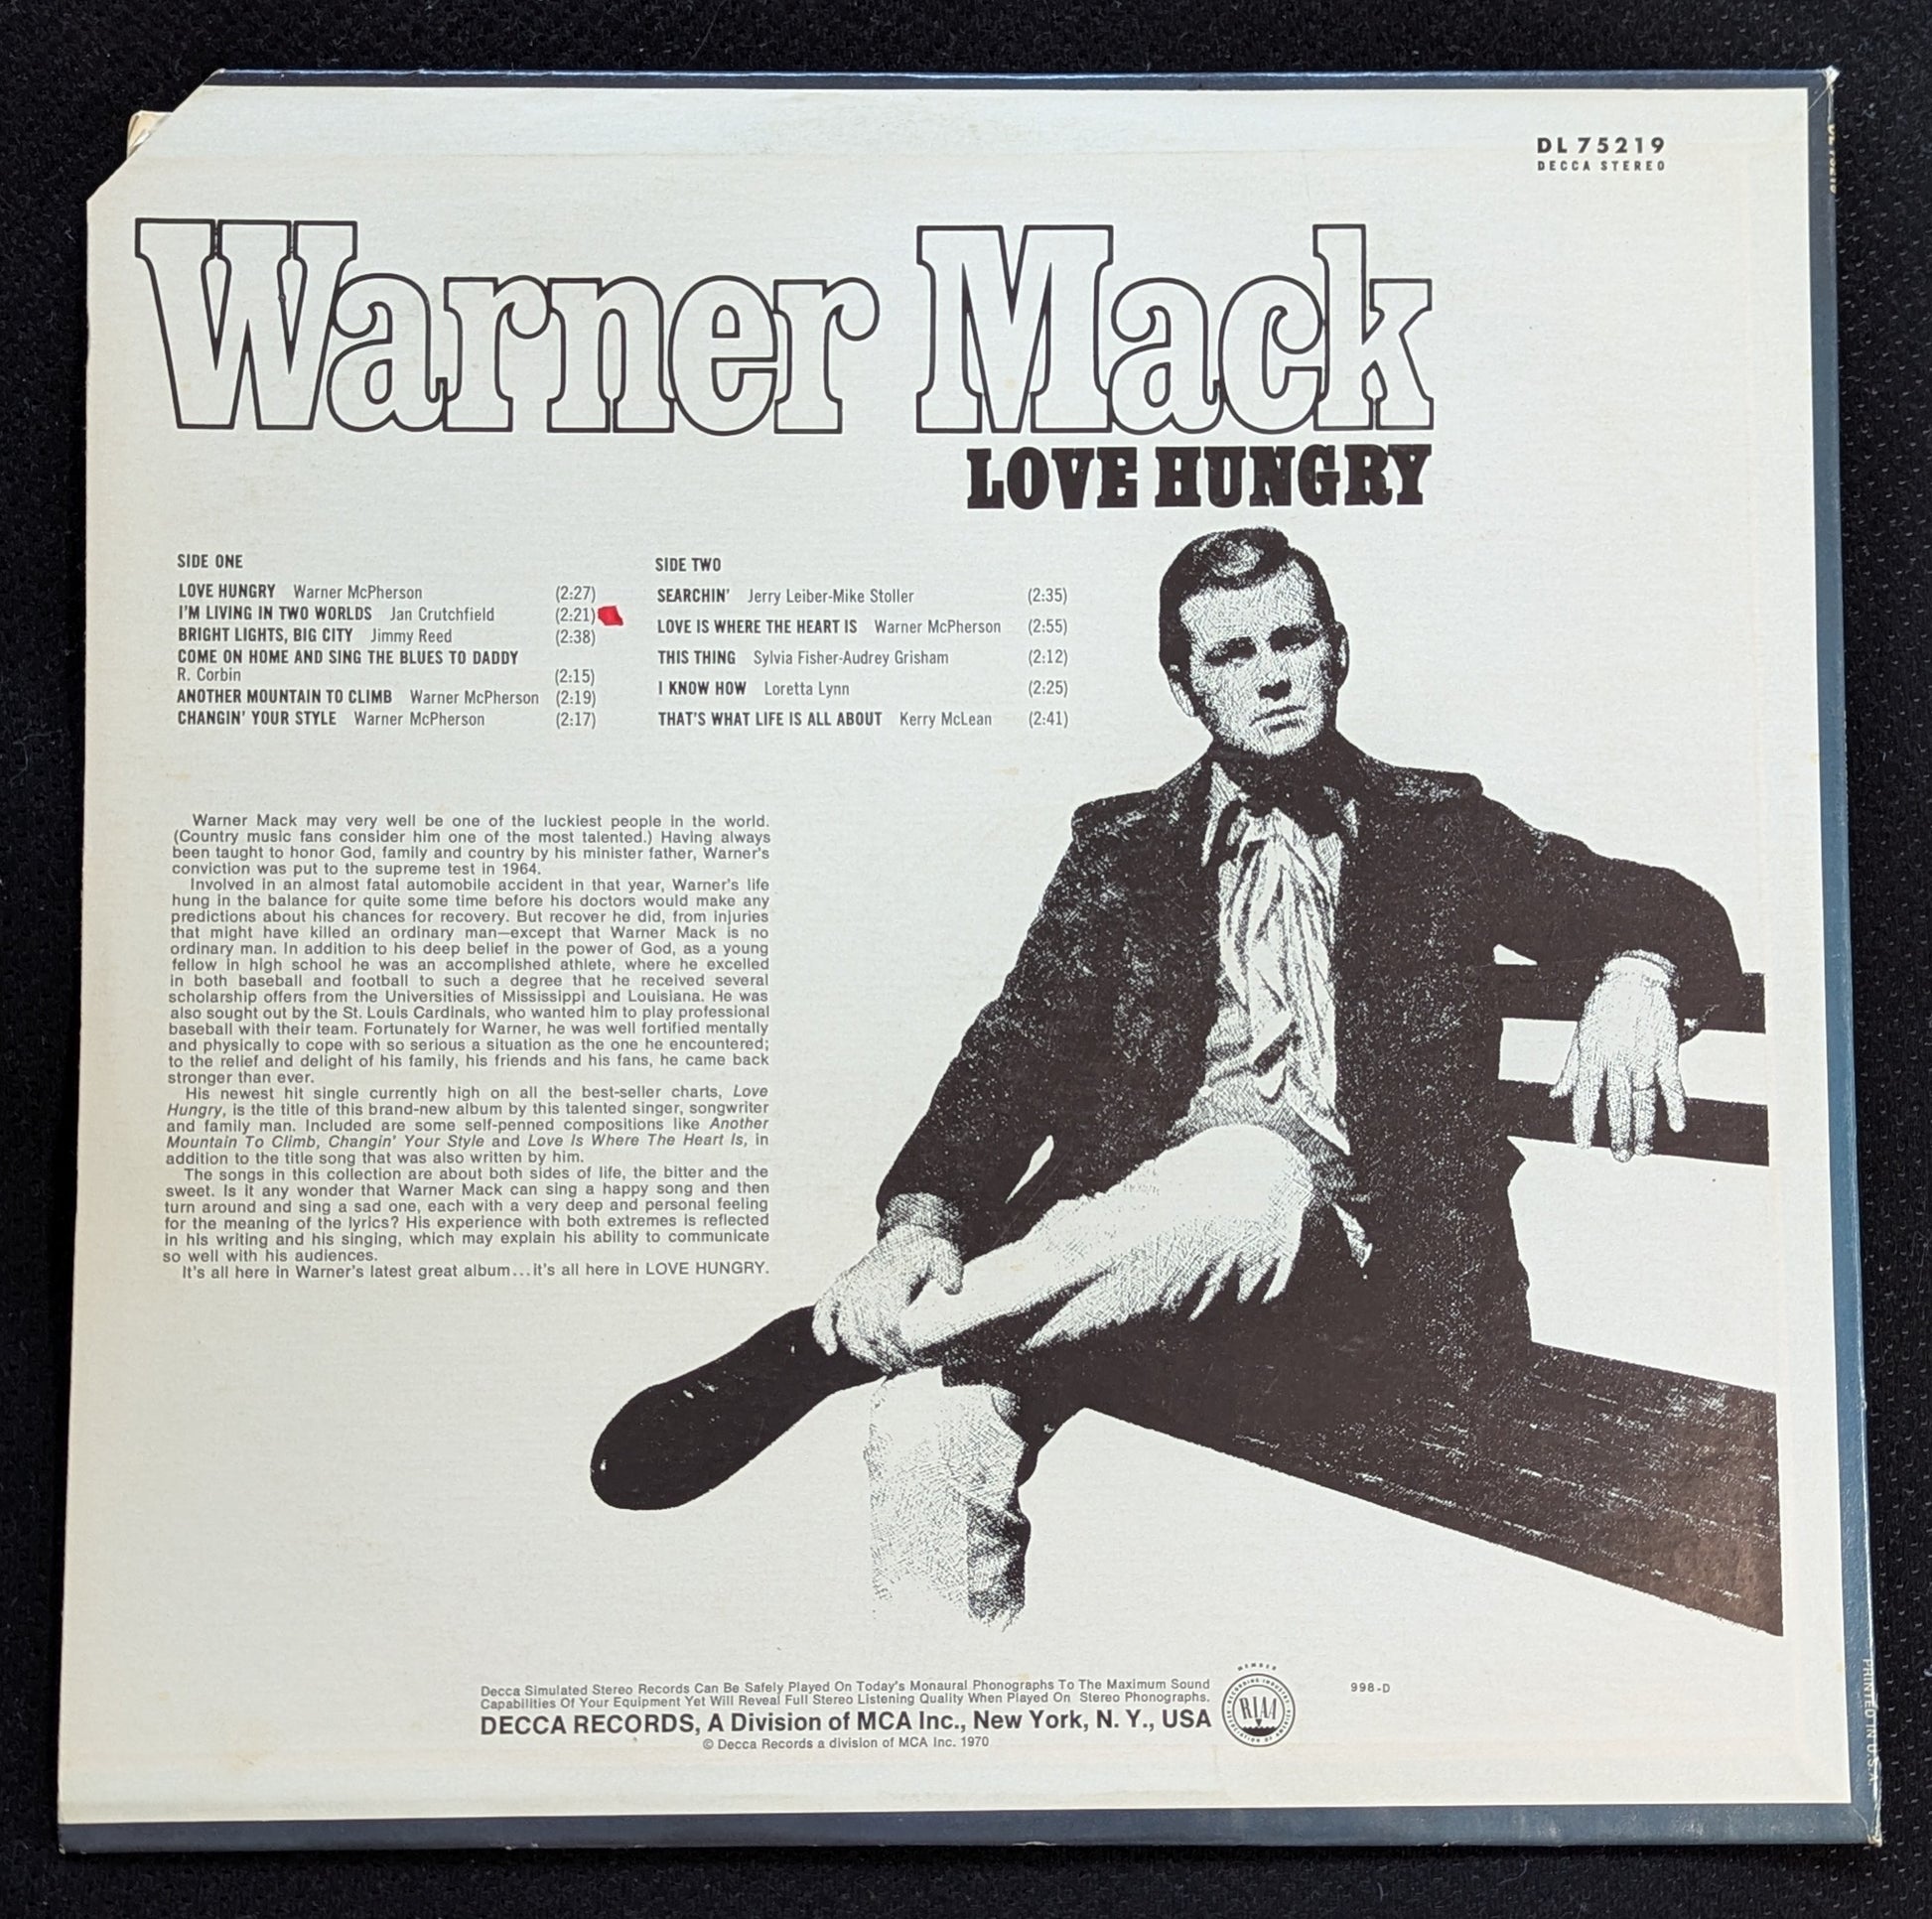 DL 75219
DECCA STEREO
DL 75219
Warner Mack
LOVE HUNGRY
SIDE ONE
LOVE HUNGRY Warner McPherson (2:27)
I'M LIVING IN TWO WORLDS Jan Crutchfield (2:21)
BRIGHT LIGHTS, BIG CITY Jimmy Reed (2:38)
COME ON HOME AND SING THE BLUES TO DADDY
R. Corbin (2:15)
ANOTHER MOUNTAIN TO CLIMB Warner McPherson (2:19)
CHANGIN' YOUR STYLE Warner McPherson (2:17)
SIDE TWO
SEARCHIN' Jerry Leiber-Mike Stoller (2:35)
LOVE IS WHERE THE HEART IS Warner McPherson (2:55)
THIS THING Sylvia Fisher-Audrey Grisham (2:12)
I KNOW HOW Loretta Lynn (2:25)
THAT'S WHAT LIFE IS ALL ABOUT Kerry McLean (2:41)
Warner Mack may very well be one of the luckiest people in the world.
(Country music fans consider him one of the most talented.) Having always
been taught to honor God, family and country by his minister father, Warner's
conviction was put to the supreme test in 1964.
Involved in an almost fatal automobile accident in that year, Warner's life
hung in the balance for quite some time before his doctors would make any
predictions about his chances for recovery. But recover he did, from injuries
that might have killed an ordinary man—except that Warner Mack is no
ordinary man. In addition to his deep belief in the power of God, as a young
fellow in high school he was an accomplished athlete, where he excelled
in both baseball and football to such a degree that he received several
scholarship offers from the Universities of Mississippi and Louisiana. He was
also sought out by the St. Louis Cardinals, who wanted him to play professional
baseball with their team. Fortunately for Warner, he was well fortified mentally
and physically to cope with so serious a situation as the one he encountered;
to the relief and delight of his family, his friends and his fans, he came back
stronger than ever.
His newest hit single currently high on all the best-seller charts, Love
Hungry, is the title of this brand-new album by this talented singer, songwriter
and family man. Included are some self-penned compositions like Another
Mountain To Climb, Changin' Your Style and Love Is Where The Heart Is, in
addition to the title song that was also written by him.
The songs in this collection are about both sides of life, the bitter and the
sweet. Is it any wonder that Warner Mack can sing a happy song and then
turn around and sing a sad one, each with a very deep and personal feeling
for the meaning of the lyrics? His experience with both extremes is reflected
in his writing and his singing, which may explain his ability to communicate
so well with his audiences.
It's all here in Warner's latest great album...it's all here in LOVE HUNGRY.
Decca Simulated Stereo Records Can Be Safely Played On Today's Monaural Phonographs To The Maximum Sound
Capabilities Of Your Equipment Yet Will Reveal Full Stereo Listening Quality When Played On Stereo Phonographs.
DECCA RECORDS, A Division of MCA Inc., New York, N. Y., USA
© Decca Records a division of MCA Inc. 1970
MEMBER
RECORDING INDUSTRY ASSOCIATION OF AMERICA
RIAA
998-D
PRINTED IN U.S.A.